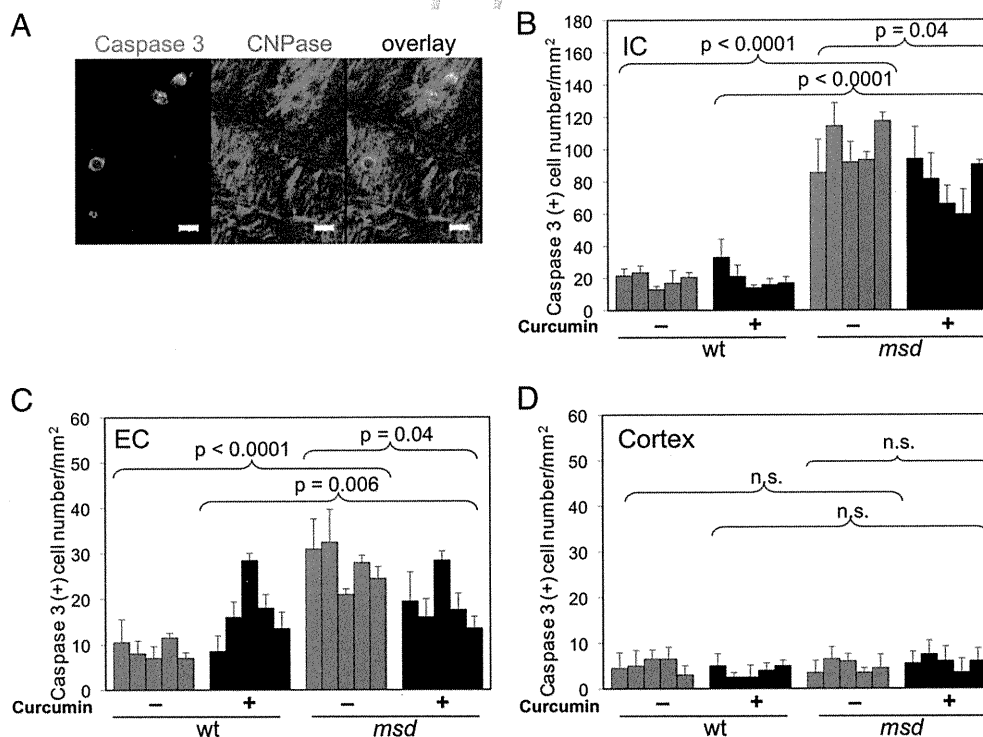 A
Caspase 3
CNPase
overlay
B
Caspase 3 (+) cell number/mm²
180
160
140
120
100
80
60
40
20
0
IC
p < 0.0001
p = 0.04
p < 0.0001
Curcumin
– + – +
wt msd
C
Caspase 3 (+) cell number/mm²
60
50
40
30
20
10
0
EC
p < 0.0001
p = 0.04
p = 0.006
Curcumin
– + – +
wt msd
D
Caspase 3 (+) cell number/mm²
60
50
40
30
20
10
0
Cortex
n.s.
n.s.
n.s.
Curcumin
– + – +
wt msd